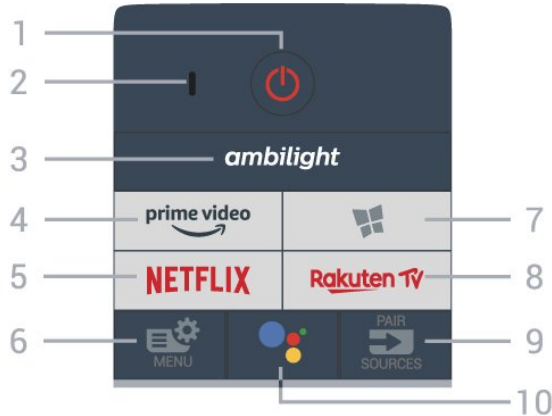 1
2
3
ambilight
4
prime video
7
5
NETFLIX
Rakuten TV
8
6
MENU
PAIR
SOURCES
9
10